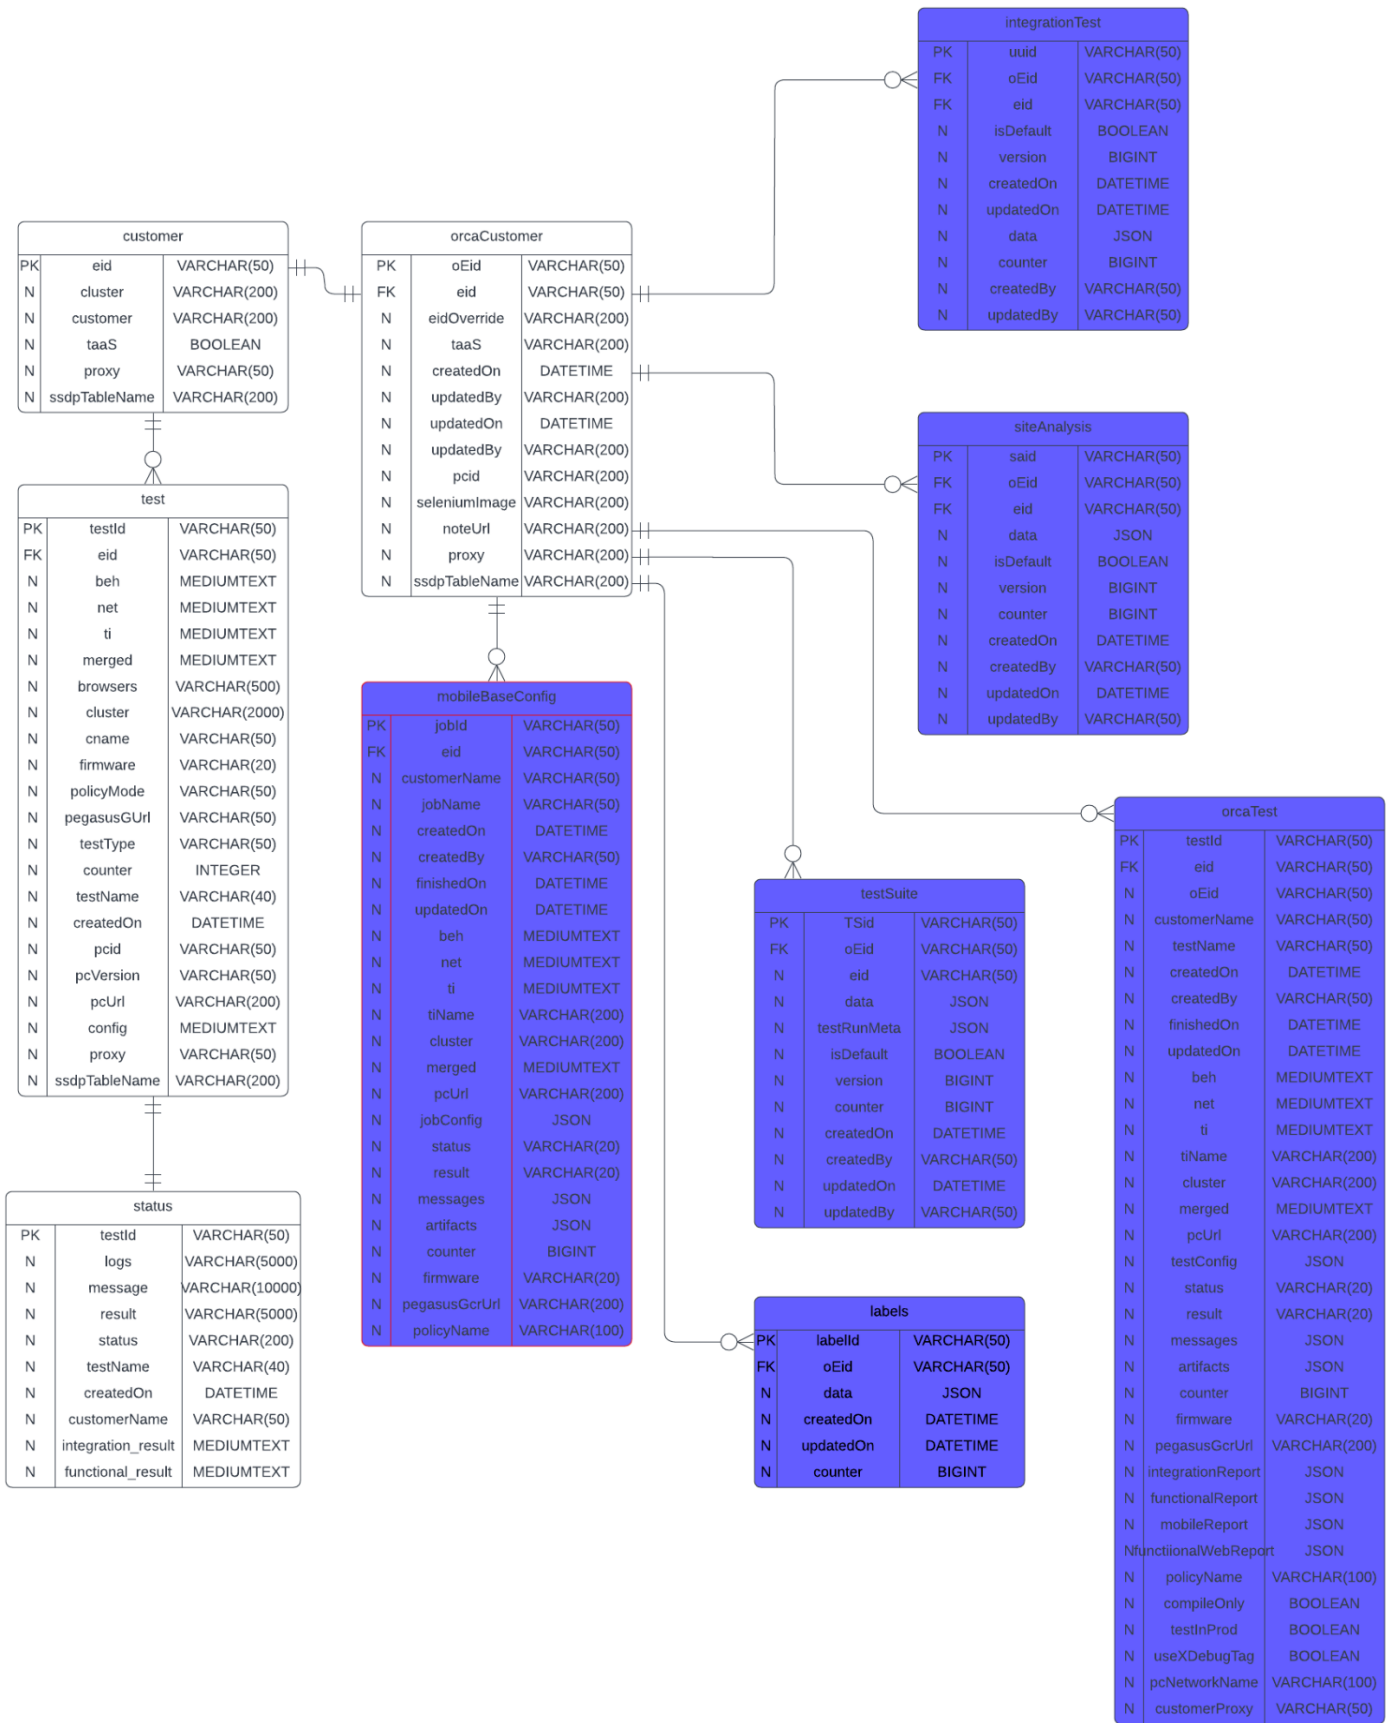 integrationTest
PK uuid VARCHAR(50)
FK oEid VARCHAR(50)
FK eid VARCHAR(50)
N isDefault BOOLEAN
N version BIGINT
N createdOn DATETIME
N updatedOn DATETIME
N data JSON
N counter BIGINT
N createdBy VARCHAR(50)
N updatedBy VARCHAR(50)
customer
PK eid VARCHAR(50)
N cluster VARCHAR(200)
N customer VARCHAR(200)
N taaS BOOLEAN
N proxy VARCHAR(50)
N ssdpTableName VARCHAR(200)
orcaCustomer
PK oEid VARCHAR(50)
FK eid VARCHAR(50)
N eidOverride VARCHAR(200)
N taaS VARCHAR(200)
N createdOn DATETIME
N updatedBy VARCHAR(200)
N updatedOn DATETIME
N updatedBy VARCHAR(200)
N pcid VARCHAR(200)
N seleniumImage VARCHAR(200)
N noteUrl VARCHAR(200)
N proxy VARCHAR(200)
N ssdpTableName VARCHAR(200)
siteAnalysis
PK said VARCHAR(50)
FK oEid VARCHAR(50)
FK eid VARCHAR(50)
N data JSON
N isDefault BOOLEAN
N version BIGINT
N counter BIGINT
N createdOn DATETIME
N createdBy VARCHAR(50)
N updatedOn DATETIME
N updatedBy VARCHAR(50)
test
PK testId VARCHAR(50)
FK eid VARCHAR(50)
N beh MEDIUMTEXT
N net MEDIUMTEXT
N ti MEDIUMTEXT
N merged MEDIUMTEXT
N browsers VARCHAR(500)
N cluster VARCHAR(2000)
N cname VARCHAR(50)
N firmware VARCHAR(20)
N policyMode VARCHAR(50)
N pegasusGUrl VARCHAR(50)
N testType VARCHAR(50)
N counter INTEGER
N testName VARCHAR(40)
N createdOn DATETIME
N pcid VARCHAR(50)
N pcVersion VARCHAR(50)
N pcUrl VARCHAR(200)
N config MEDIUMTEXT
N proxy VARCHAR(50)
N ssdpTableName VARCHAR(200)
mobileBaseConfig
PK jobId VARCHAR(50)
FK eid VARCHAR(50)
N customerName VARCHAR(50)
N jobName VARCHAR(50)
N createdOn DATETIME
N createdBy VARCHAR(50)
N finishedOn DATETIME
N updatedOn DATETIME
N beh MEDIUMTEXT
N net MEDIUMTEXT
N ti MEDIUMTEXT
N tiName VARCHAR(200)
N cluster VARCHAR(200)
N merged MEDIUMTEXT
N pcUrl VARCHAR(200)
N jobConfig JSON
N status VARCHAR(20)
N result VARCHAR(20)
N messages JSON
N artifacts JSON
N counter BIGINT
N firmware VARCHAR(20)
N pegasusGcrUrl VARCHAR(200)
N policyName VARCHAR(100)
orcaTest
PK testId VARCHAR(50)
FK eid VARCHAR(50)
N oEid VARCHAR(50)
N customerName VARCHAR(50)
N testName VARCHAR(50)
N createdOn DATETIME
N createdBy VARCHAR(50)
N finishedOn DATETIME
N updatedOn DATETIME
N beh MEDIUMTEXT
N net MEDIUMTEXT
N ti MEDIUMTEXT
N tiName VARCHAR(200)
N cluster VARCHAR(200)
N merged MEDIUMTEXT
N pcUrl VARCHAR(200)
N testConfig JSON
N status VARCHAR(20)
N result VARCHAR(20)
N messages JSON
N artifacts JSON
N counter BIGINT
N firmware VARCHAR(20)
N pegasusGcrUrl VARCHAR(200)
N integrationReport JSON
N functionalReport JSON
N mobileReport JSON
N functiionalWebReport JSON
N policyName VARCHAR(100)
N compileOnly BOOLEAN
N testInProd BOOLEAN
N useXDebugTag BOOLEAN
N pcNetworkName VARCHAR(100)
N customerProxy VARCHAR(50)
testSuite
PK TSid VARCHAR(50)
FK oEid VARCHAR(50)
N eid VARCHAR(50)
N data JSON
N testRunMeta JSON
N isDefault BOOLEAN
N version BIGINT
N counter BIGINT
N createdOn DATETIME
N createdBy VARCHAR(50)
N updatedOn DATETIME
N updatedBy VARCHAR(50)
status
PK testId VARCHAR(50)
N logs VARCHAR(5000)
N message VARCHAR(10000)
N result VARCHAR(5000)
N status VARCHAR(200)
N testName VARCHAR(40)
N createdOn DATETIME
N customerName VARCHAR(50)
N integration_result MEDIUMTEXT
N functional_result MEDIUMTEXT
labels
PK labelId VARCHAR(50)
FK oEid VARCHAR(50)
N data JSON
N createdOn DATETIME
N updatedOn DATETIME
N counter BIGINT